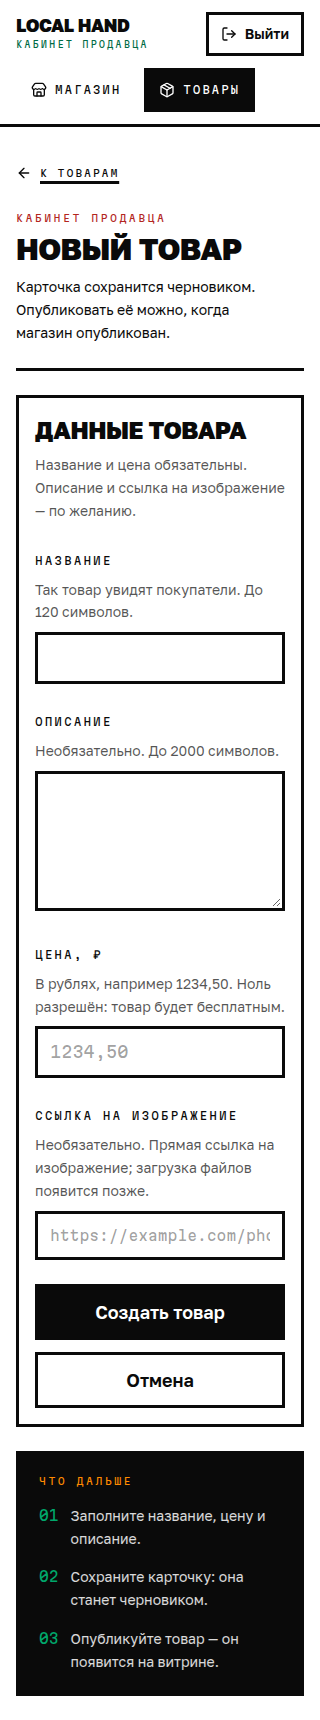 LOCAL HAND
КАБИНЕТ ПРОДАВЦА
Выйти
МАГАЗИН
ТОВАРЫ
К ТОВАРАМ
КАБИНЕТ ПРОДАВЦА
НОВЫЙ ТОВАР
Карточка сохранится черновиком.
Опубликовать её можно, когда
магазин опубликован.
ДАННЫЕ ТОВАРА
Название и цена обязательны.
Описание и ссылка на изображение
— по желанию.
НАЗВАНИЕ
Так товар увидят покупатели. До
120 символов.
ОПИСАНИЕ
Необязательно. До 2000 символов.
ЦЕНА, ₽
В рублях, например 1234,50. Ноль
разрешён: товар будет бесплатным.
1234,50
ССЫЛКА НА ИЗОБРАЖЕНИЕ
Необязательно. Прямая ссылка на
изображение; загрузка файлов
появится позже.
https://example.com/pho
Создать товар
Отмена
ЧТО ДАЛЬШЕ
01 Заполните название, цену и
описание.
02 Сохраните карточку: она
станет черновиком.
03 Опубликуйте товар — он
появится на витрине.